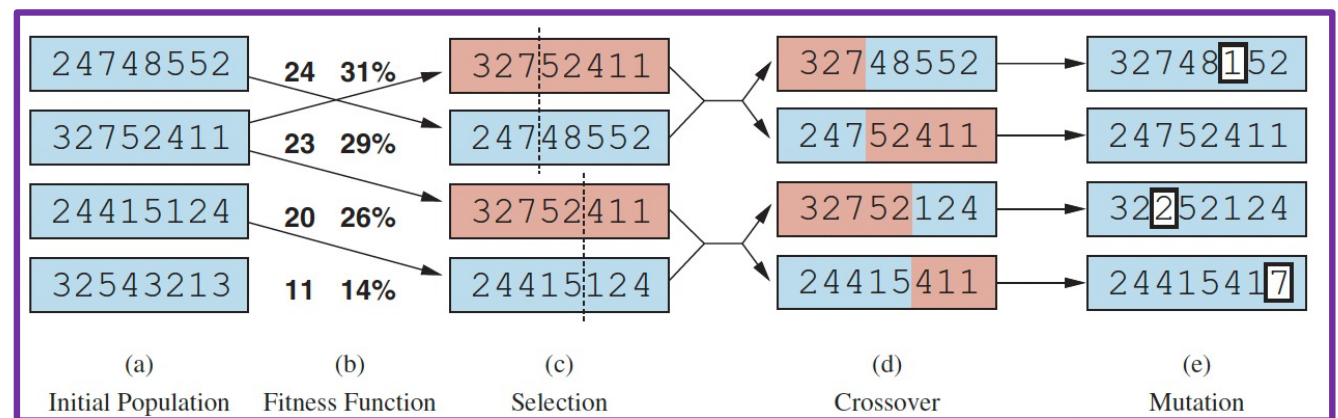 24748552 24 31% 32752411 32748552 32748152
32752411 23 29% 24748552 24752411 24752411
24415124 20 26% 32752411 32752124 32252124
32543213 11 14% 24415124 24415411 24415417
(a) (b) (c) (d) (e)
Initial Population Fitness Function Selection Crossover Mutation